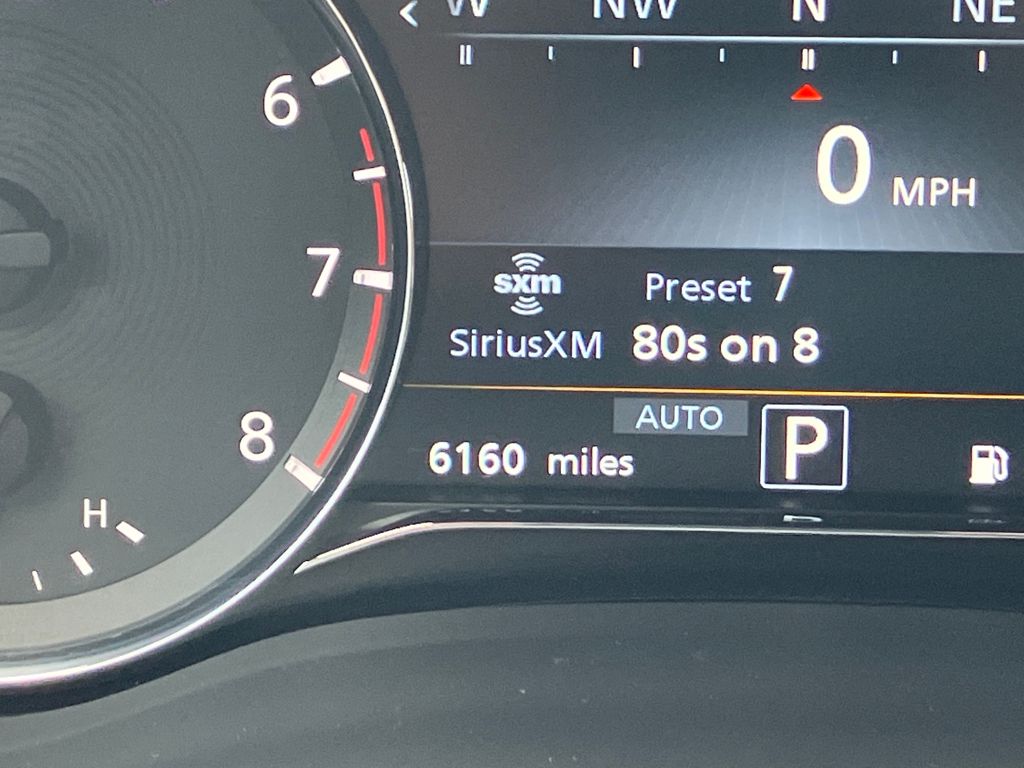 < W NW N NE
6
0 MPH
7
sxm Preset 7
SiriusXM 80s on 8
AUTO
8
6160 miles P
H